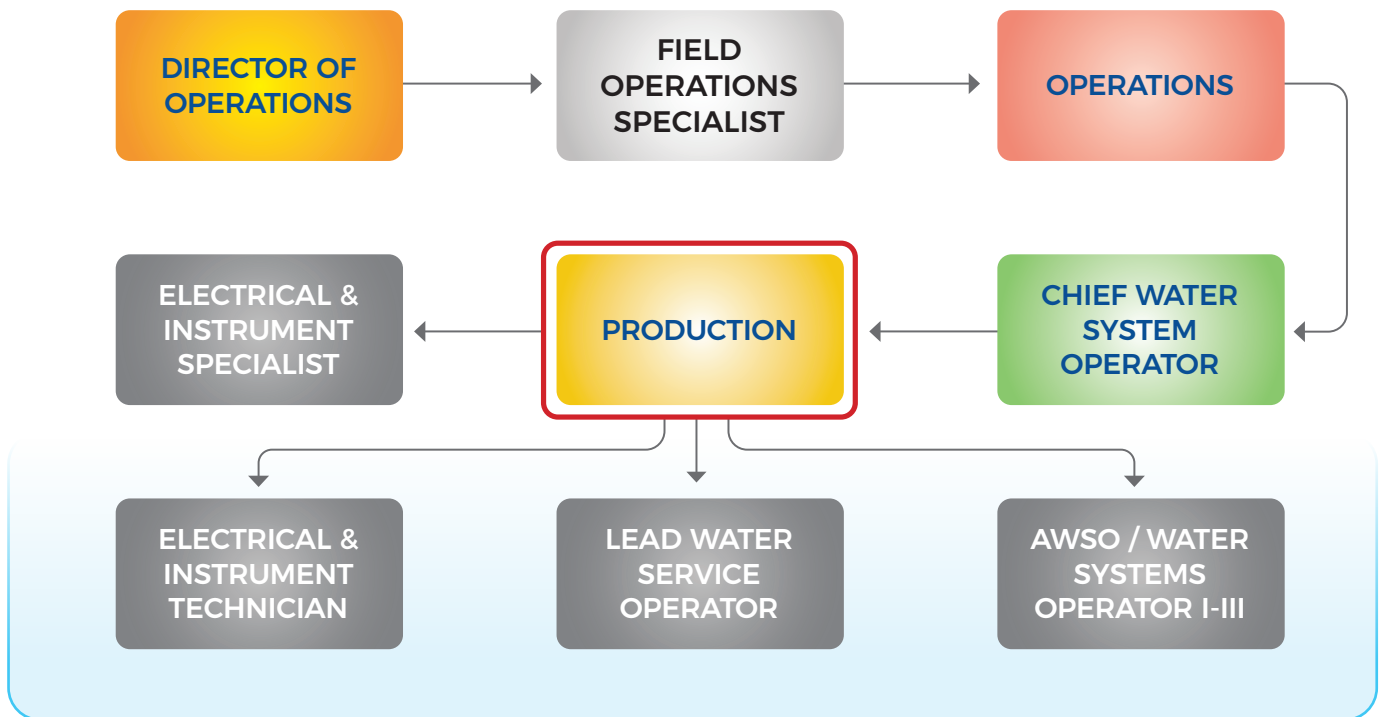 DIRECTOR OF
OPERATIONS
FIELD
OPERATIONS
SPECIALIST
OPERATIONS
ELECTRICAL &
INSTRUMENT
SPECIALIST
PRODUCTION
CHIEF WATER
SYSTEM
OPERATOR
ELECTRICAL &
INSTRUMENT
TECHNICIAN
LEAD WATER
SERVICE
OPERATOR
AWSO / WATER
SYSTEMS
OPERATOR I-III